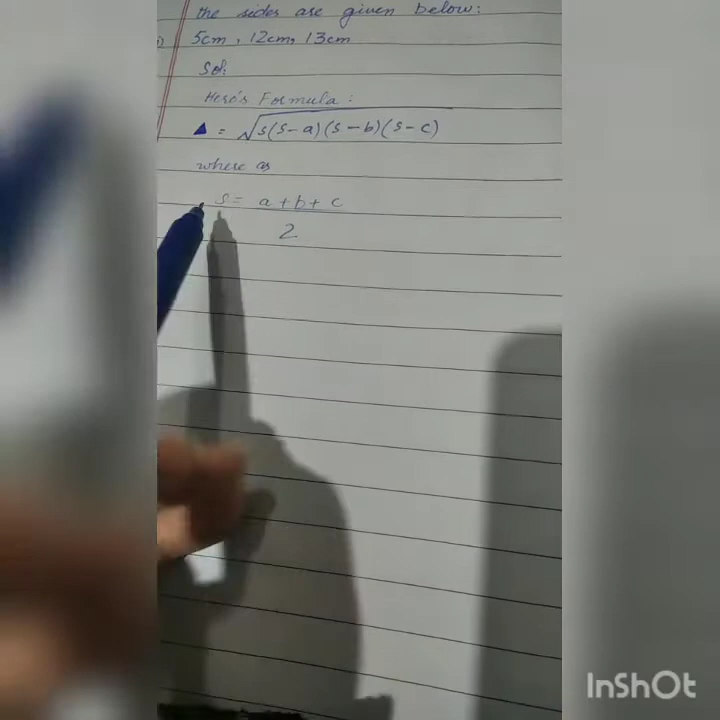 the sides are given below:
i) 5cm, 12cm, 13cm
Sol:
Hero's Formula:
▲ = √s(s-a)(s-b)(s-c)
where as
s = a+b+c
2
InShOt